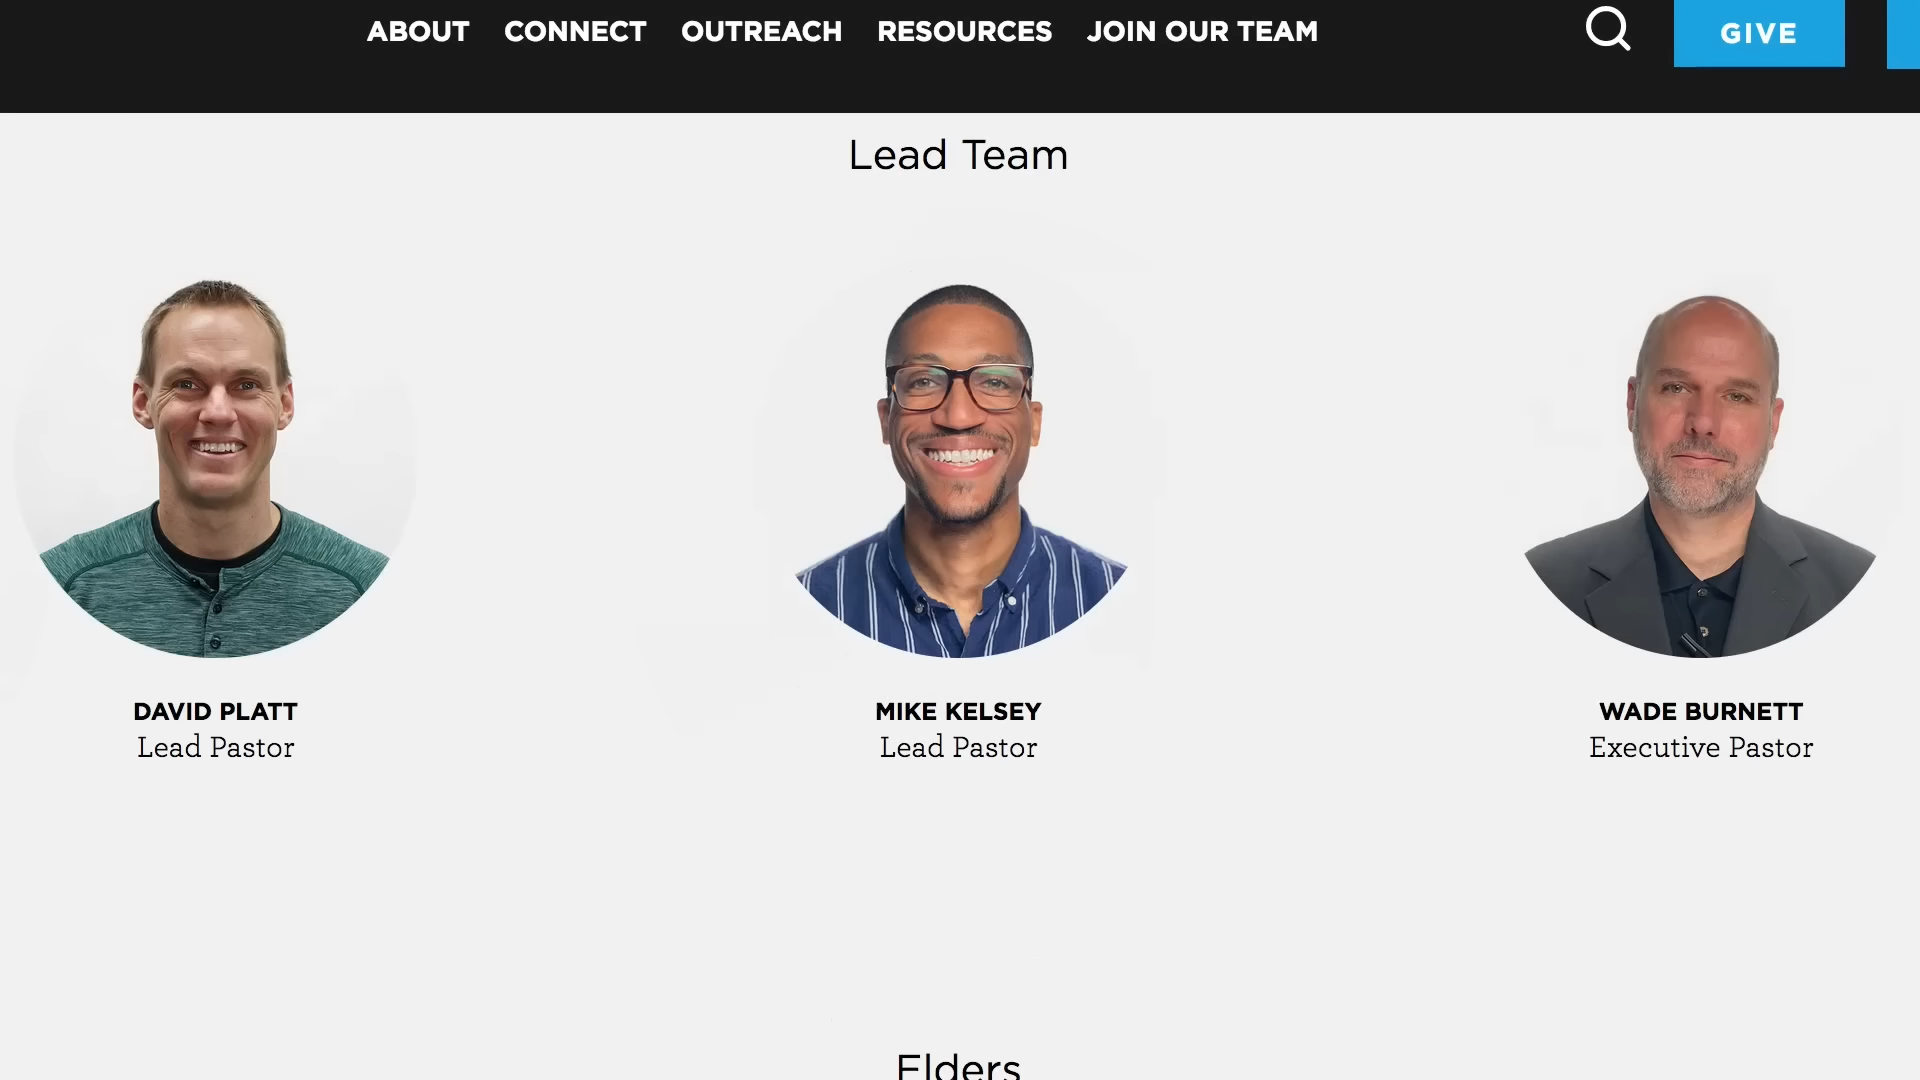 ABOUT CONNECT OUTREACH RESOURCES JOIN OUR TEAM GIVE
Lead Team
DAVID PLATT
Lead Pastor
MIKE KELSEY
Lead Pastor
WADE BURNETT
Executive Pastor
Elders